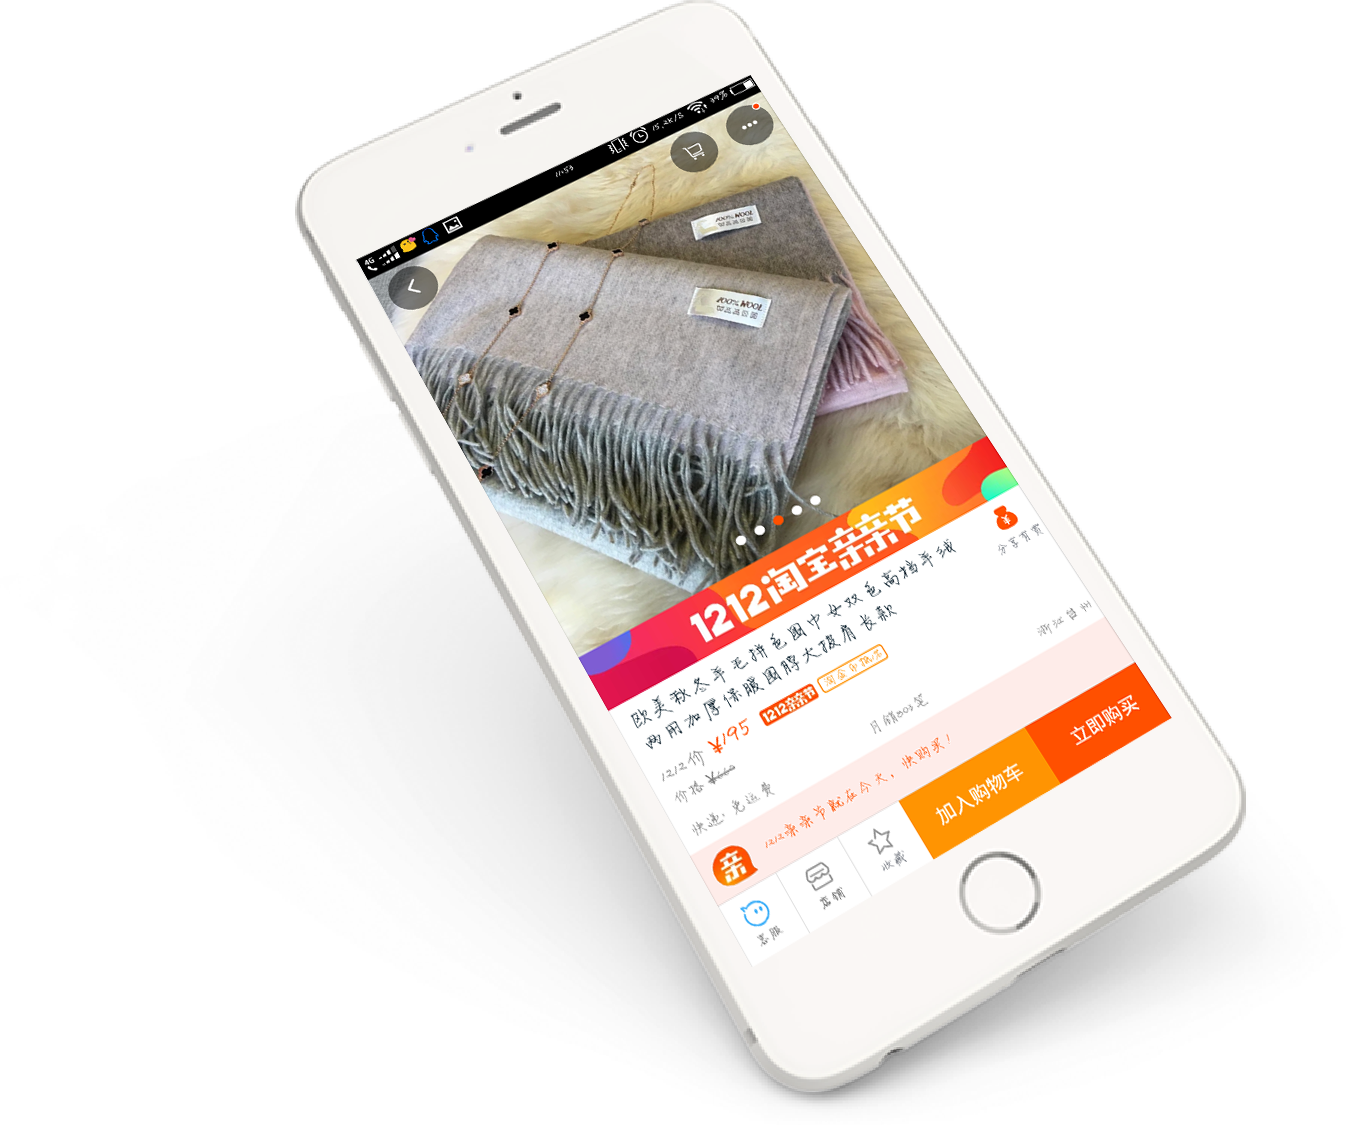 4G
11:53
15.2K/S
39%
100% WOOL
100% WOOL
1212淘宝亲亲节
欧美秋冬羊毛拼色围巾女双色高档羊绒
两用加厚保暖围脖大披肩长款
分享有赏
1212价 ¥195 1212亲亲节 淘金币抵2%
价格
快递: 免运费
月销803笔
浙江台州
亲 1212亲亲节就在今天，快购买！
客服
店铺
收藏
加入购物车
立即购买